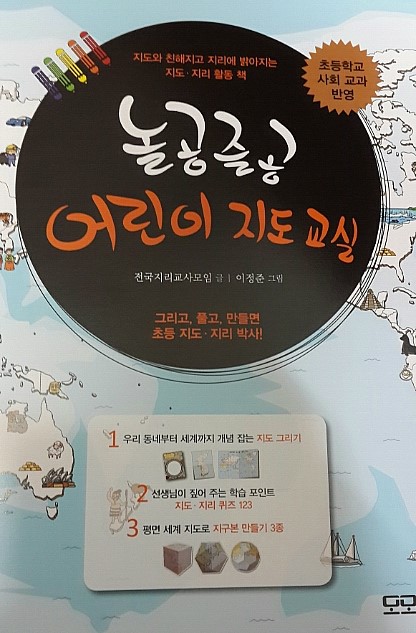 지도와 친해지고 지리에 밝아지는
지도·지리 활동 책
초등학교
사회 교과
반영
놀공즐공
어린이 지도 교실
전국지리교사모임 글 | 이정준 그림
그리고, 풀고, 만들면
초등 지도·지리 박사!
1 우리 동네부터 세계까지 개념 잡는 지도 그리기
2 선생님이 짚어 주는 학습 포인트
지도·지리 퀴즈 123
3 평면 세계 지도로 지구본 만들기 3종